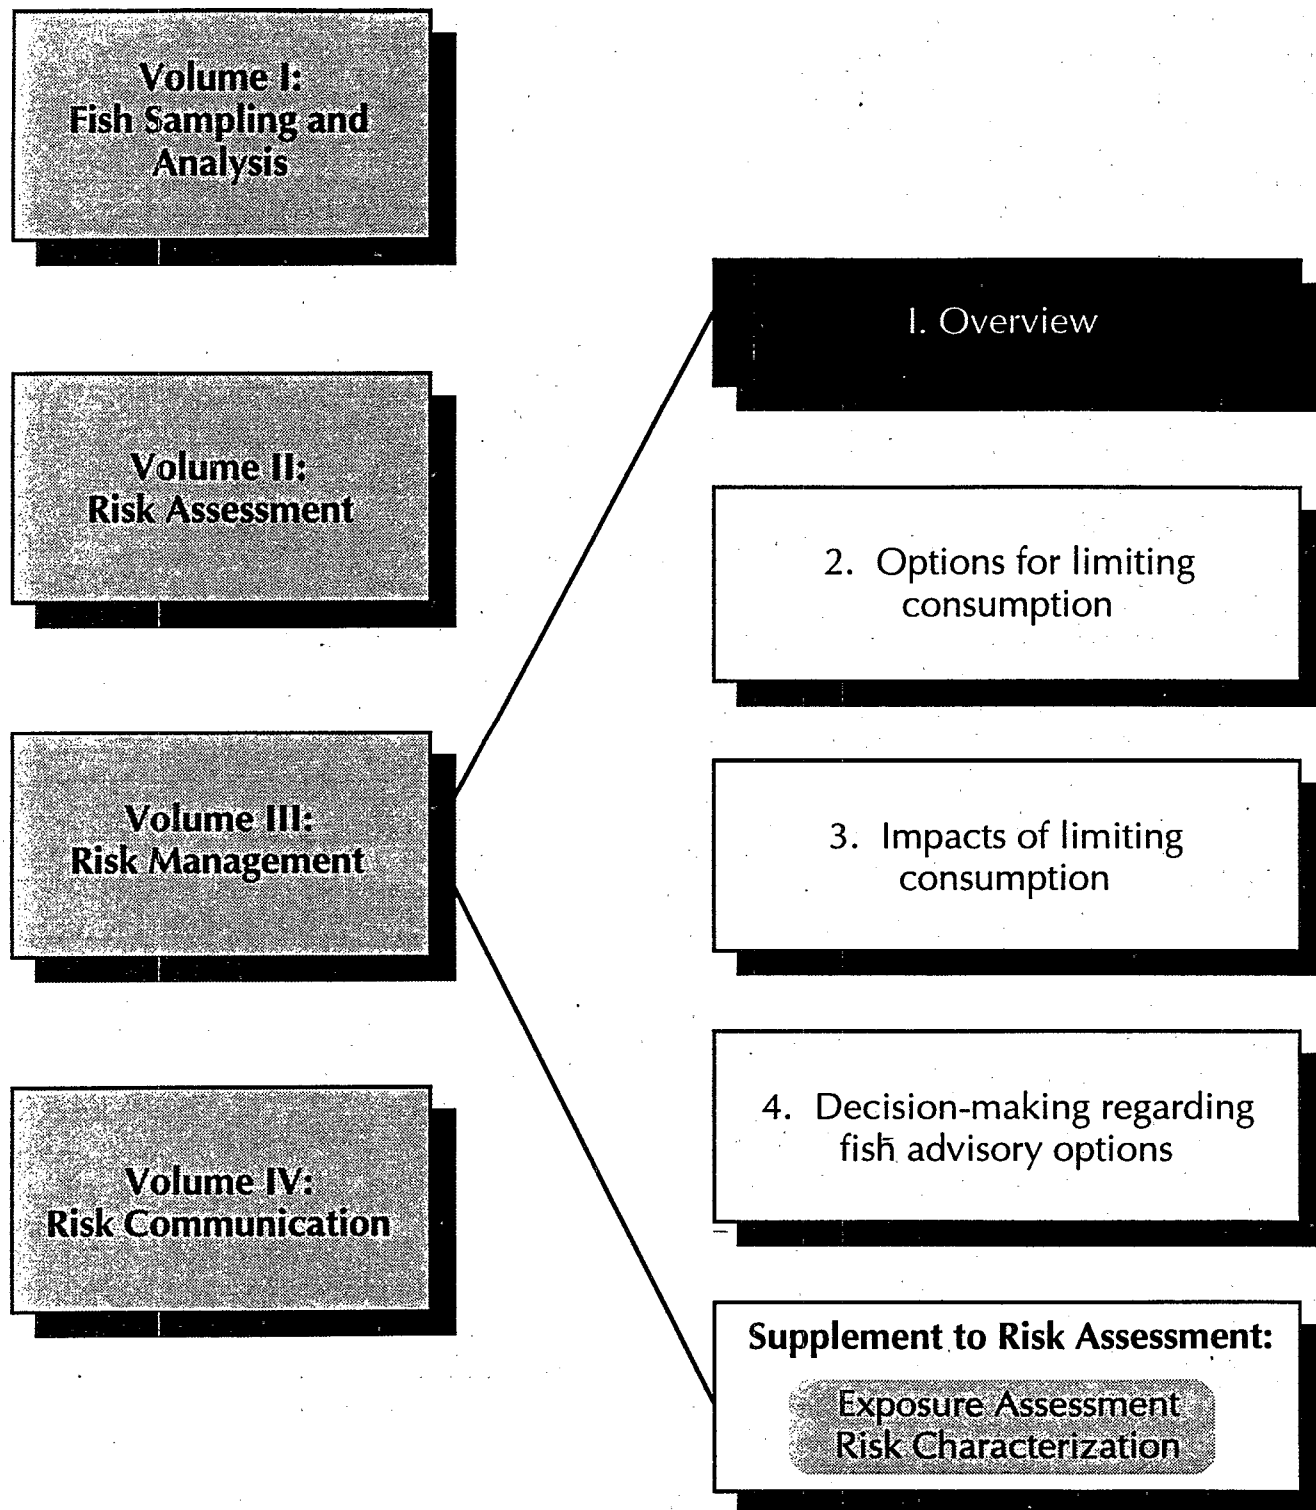 Volume I:
Fish Sampling and
Analysis
Volume II:
Risk Assessment
Volume III:
Risk Management
Volume IV:
Risk Communication
I. Overview
2. Options for limiting
consumption
3. Impacts of limiting
consumption
4. Decision-making regarding
fish advisory options
Supplement to Risk Assessment:
Exposure Assessment
Risk Characterization